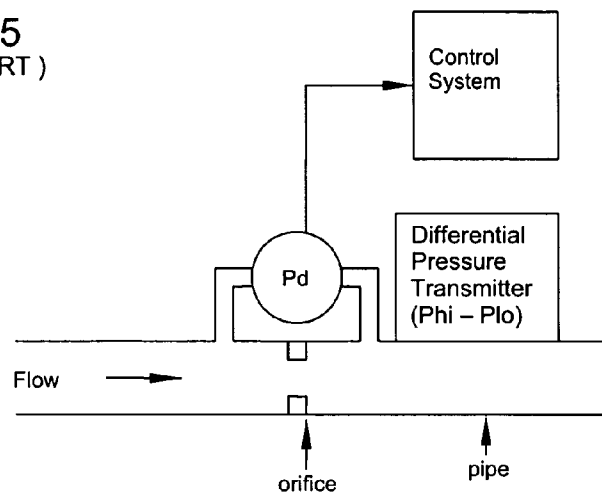 5
RT )
Control
System
Pd
Differential
Pressure
Transmitter
(Phi – Plo)
Flow
orifice
pipe